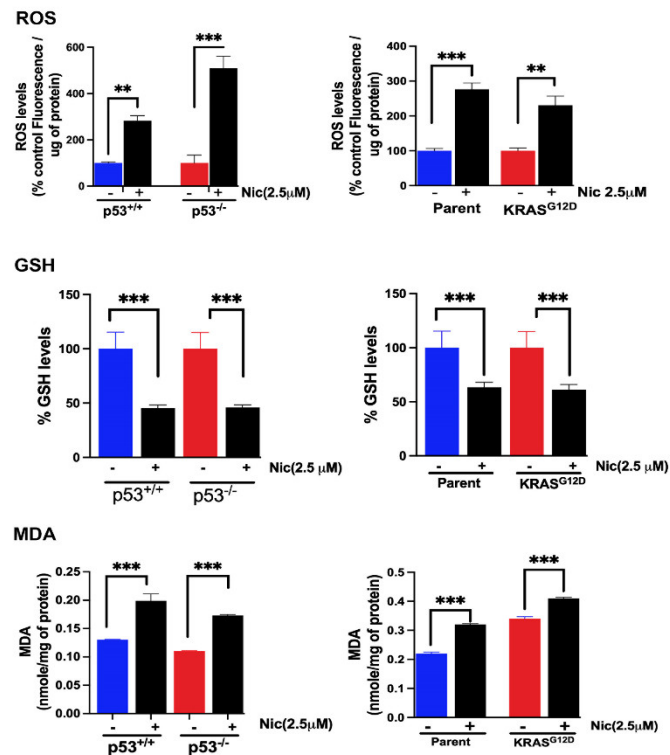 ROS
ROS levels
(% control Fluorescence /
ug of protein)
600
400
200
100
0
**
***
- + - + Nic(2.5μM)
p53+/+ p53-/-
ROS levels
(% control Fluorescence /
ug of protein)
400
300
200
100
0
***
**
- + - + Nic 2.5μM
Parent KRASG12D
GSH
% GSH levels
150
100
50
0
***
***
- + - + Nic(2.5 μM)
p53+/+ p53-/-
% GSH levels
150
100
50
0
***
***
- + - + Nic(2.5 μM)
Parent KRASG12D
MDA
MDA
(nmole/mg of protein)
0.25
0.20
0.15
0.10
0.05
0.00
***
***
- + - + Nic(2.5μM)
p53+/+ p53-/-
MDA
(nmole/mg of protein)
0.5
0.4
0.3
0.2
0.0
***
***
- + - + Nic(2.5μM)
Parent KRASG12D